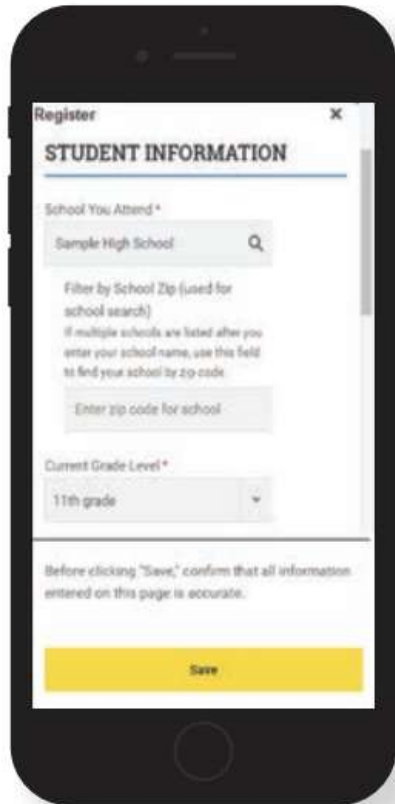 Register ×
STUDENT INFORMATION
School You Attend *
Sample High School
Filter by School Zip (used for
school search)
If multiple schools are listed after you
enter your school name, use this field
to find your school by zip code.
Enter zip code for school
Current Grade Level *
11th grade
Before clicking "Save," confirm that all information
entered on this page is accurate.
Save